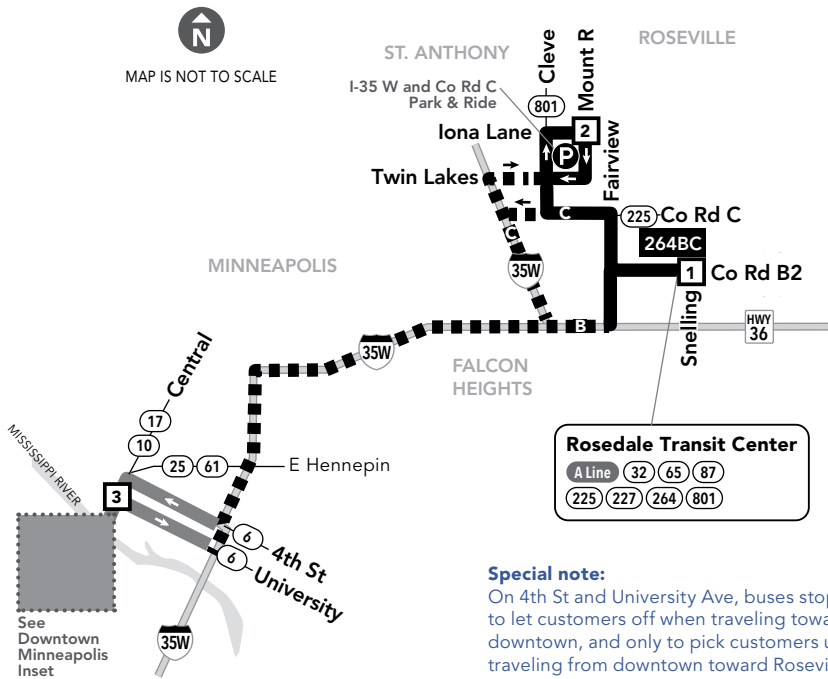 N
MAP IS NOT TO SCALE
ST. ANTHONY
Cleve
Mount R
ROSEVILLE
I-35 W and Co Rd C
Park & Ride
801
Iona Lane
2
P
Fairview
Twin Lakes
C
225
Co Rd C
264BC
C
35W
1
Co Rd B2
MINNEAPOLIS
Snelling
B
HWY
36
35W
FALCON
HEIGHTS
Central
17
10
MISSISSIPPI RIVER
25
61
E Hennepin
3
6
4th St
6
University
See
Downtown
Minneapolis
Inset
35W
Rosedale Transit Center
A Line 32 65 87
225 227 264 801
Special note:
On 4th St and University Ave, buses stop
to let customers off when traveling
downtown, and only to pick customers
traveling from downtown toward